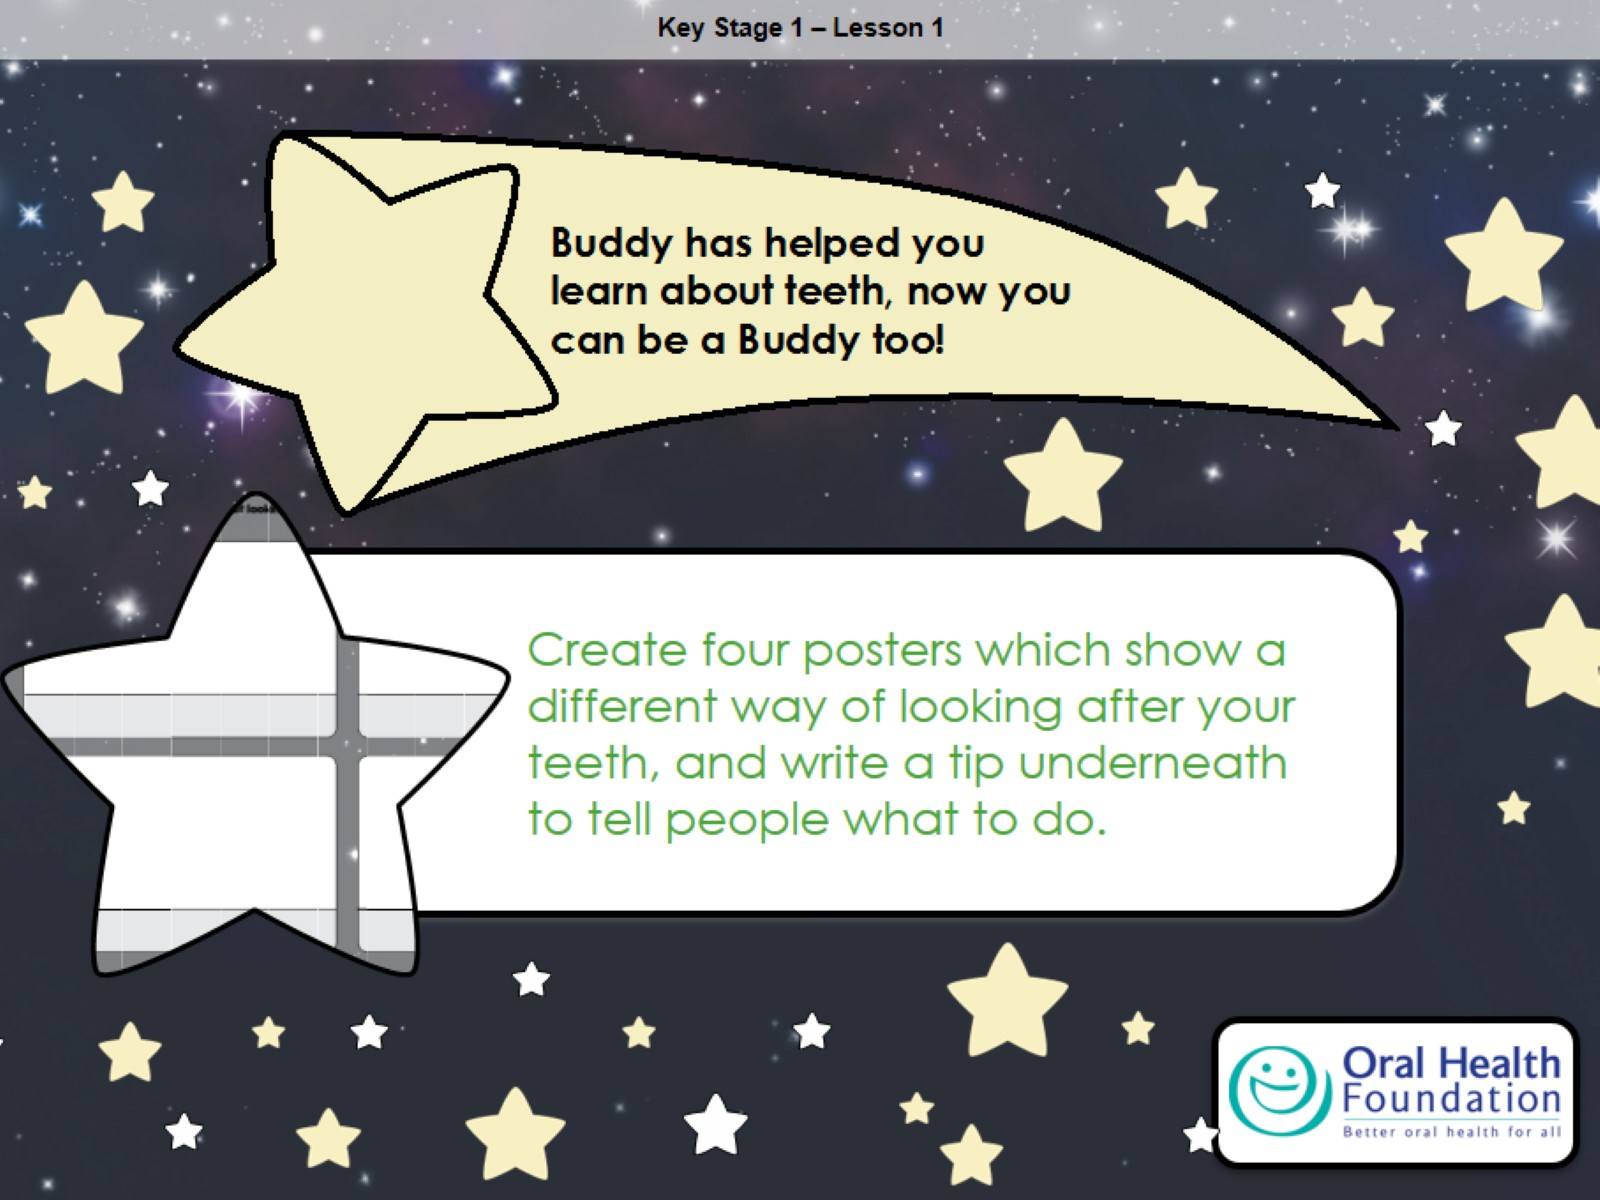 Key Stage 1 – Lesson 1
Buddy has helped you
learn about teeth, now you
can be a Buddy too!
looks
Create four posters which show a
different way of looking after your
teeth, and write a tip underneath
to tell people what to do.
Oral Health
Foundation
Better oral health for all